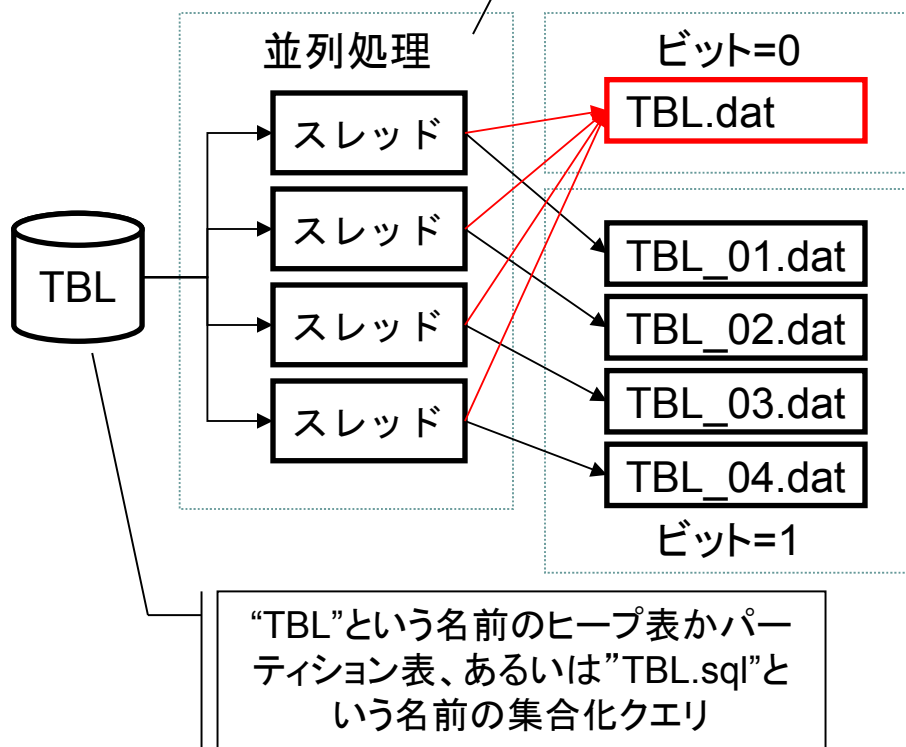 並列処理
ビット=0
TBL.dat
スレッド
スレッド
スレッド
スレッド
TBL
TBL_01.dat
TBL_02.dat
TBL_03.dat
TBL_04.dat
ビット=1
“TBL”という名前のヒープ表かパー
ティション表、あるいは”TBL.sql”と
いう名前の集合化クエリ